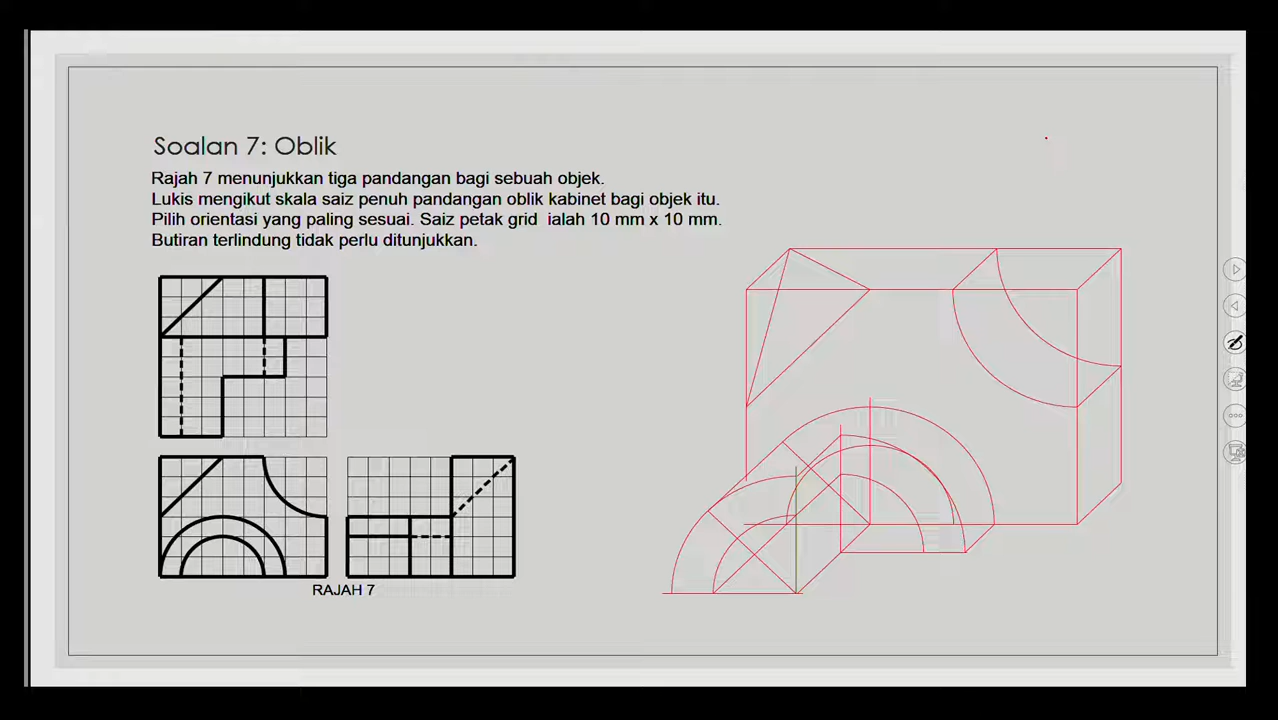 Soalan 7: Oblik
Rajah 7 menunjukkan tiga pandangan bagi sebuah objek.
Lukis mengikut skala saiz penuh pandangan oblik kabinet bagi objek itu.
Pilih orientasi yang paling sesuai. Saiz petak grid ialah 10 mm x 10 mm.
Butiran terlindung tidak perlu ditunjukkan.
RAJAH 7